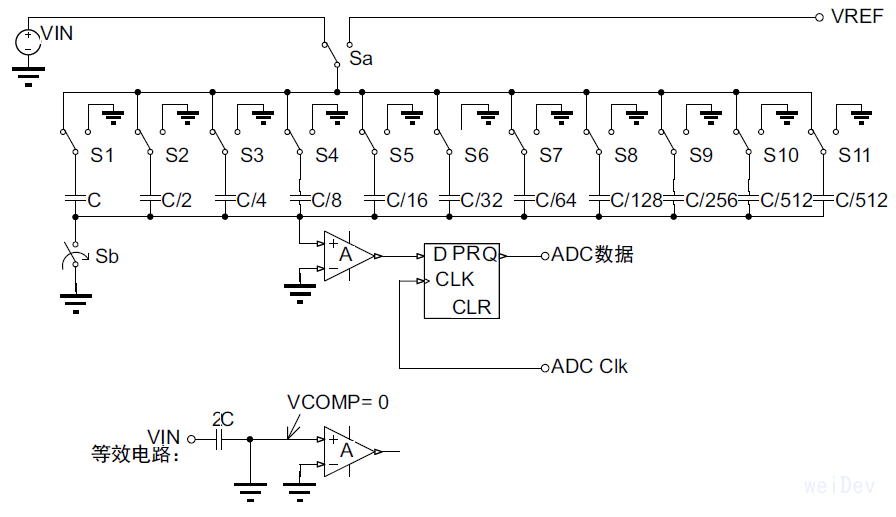 VIN
VREF
Sa
S1 S2 S3 S4 S5 S6 S7 S8 S9 S10 S11
C C/2 C/4 C/8 C/16 C/32 C/64 C/128 C/256 C/512 C/512
Sb
+
A
−
D PR Q
CLK
CLR
ADC数据
ADC Clk
VCOMP= 0
2C
VIN
+
A
−
等效电路：
weiDev